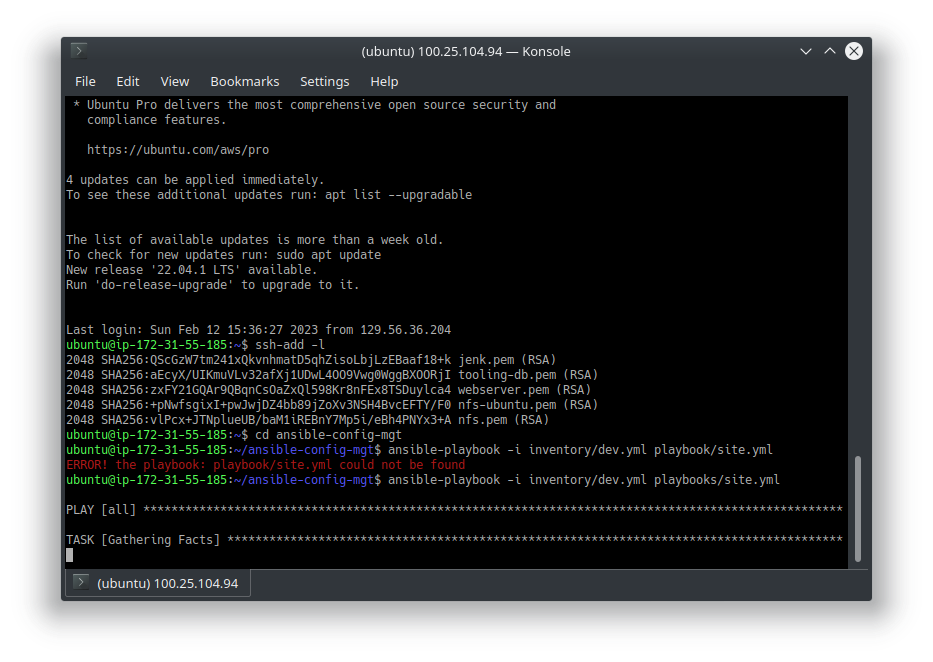 (ubuntu) 100.25.104.94 — Konsole
File Edit View Bookmarks Settings Help
* Ubuntu Pro delivers the most comprehensive open source security and
compliance features.
https://ubuntu.com/aws/pro
4 updates can be applied immediately.
To see these additional updates run: apt list --upgradable
The list of available updates is more than a week old.
To check for new updates run: sudo apt update
New release '22.04.1 LTS' available.
Run 'do-release-upgrade' to upgrade to it.
Last login: Sun Feb 12 15:36:27 2023 from 129.56.36.204
ubuntu@ip-172-31-55-185:~$ ssh-add -l
2048 SHA256:QScGzW7tm241xQkvnhmatD5qhZisoLbjLzEBaaf18+k jenk.pem (RSA)
2048 SHA256:aEcyX/UIKmuVLv32afXj1UDwL4OO9Vwg0WggBXOORjI tooling-db.pem (RSA)
2048 SHA256:zxFY21GQAr9QBqnCsOaZxQl598Kr8nFEx8TSDuylca4 webserver.pem (RSA)
2048 SHA256:+pNwfsgixI+pwJwjDZ4bb89jZoXv3NSH4BvcEFTY/F0 nfs-ubuntu.pem (RSA)
2048 SHA256:vlPcx+JTNplueUB/baM1iREBnY7Mp5i/eBh4PNYx3+A nfs.pem (RSA)
ubuntu@ip-172-31-55-185:~$ cd ansible-config-mgt
ubuntu@ip-172-31-55-185:~/ansible-config-mgt$ ansible-playbook -i inventory/dev.yml playbook/site.yml
ERROR! the playbook: playbook/site.yml could not be found
ubuntu@ip-172-31-55-185:~/ansible-config-mgt$ ansible-playbook -i inventory/dev.yml playbooks/site.yml
PLAY [all] ****************************************************************************************************
TASK [Gathering Facts] ****************************************************************************************
(ubuntu) 100.25.104.94